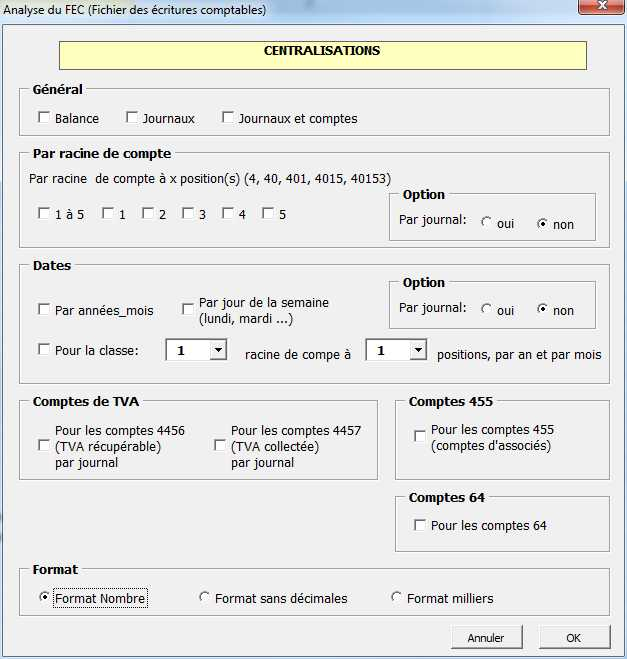 Analyse du FEC (Fichier des écritures comptables)
CENTRALISATIONS
Général
Balance Journaux Journaux et comptes
Par racine de compte
Par racine de compte à x position(s) (4, 40, 401, 4015, 40153)
1 à 5 1 2 3 4 5
Option
Par journal: oui non
Dates
Par années_mois
Par jour de la semaine
(lundi, mardi ...)
Option
Par journal: oui non
Pour la classe: 1 racine de compe à 1 positions, par an et par mois
Comptes de TVA
Pour les comptes 4456
(TVA récupérable)
par journal
Pour les comptes 4457
(TVA collectée)
par journal
Comptes 455
Pour les comptes 455
(comptes d'associés)
Comptes 64
Pour les comptes 64
Format
Format Nombre Format sans décimales Format milliers
Annuler OK